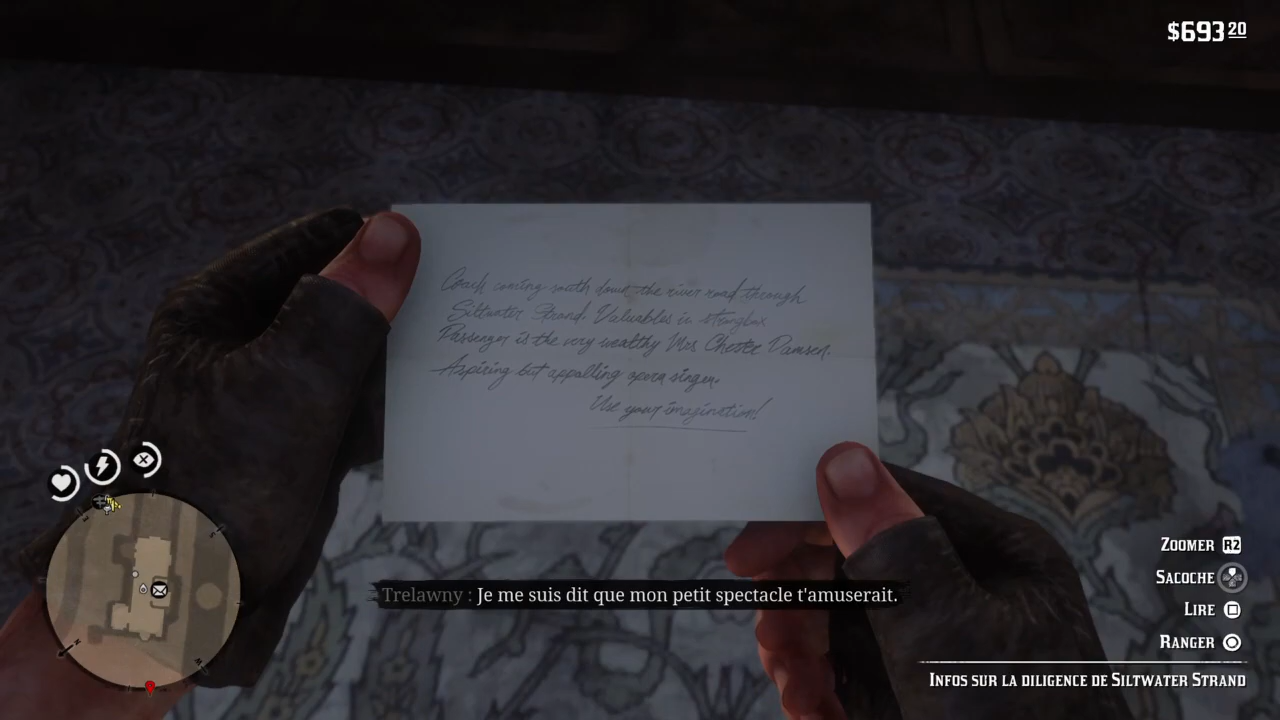 $693 20
Coach coming south down the river road through
Siltwater Strand. Valuables in strongbox
Passenger is the very wealthy Mrs Chester Damsen.
Aspiring but appalling opera singer.
Use your imagination!
ZOOMER R2
SACOCHE
LIRE
RANGER
Trelawny : Je me suis dit que mon petit spectacle t'amuserait.
INFOS SUR LA DILIGENCE DE SILTWATER STRAND